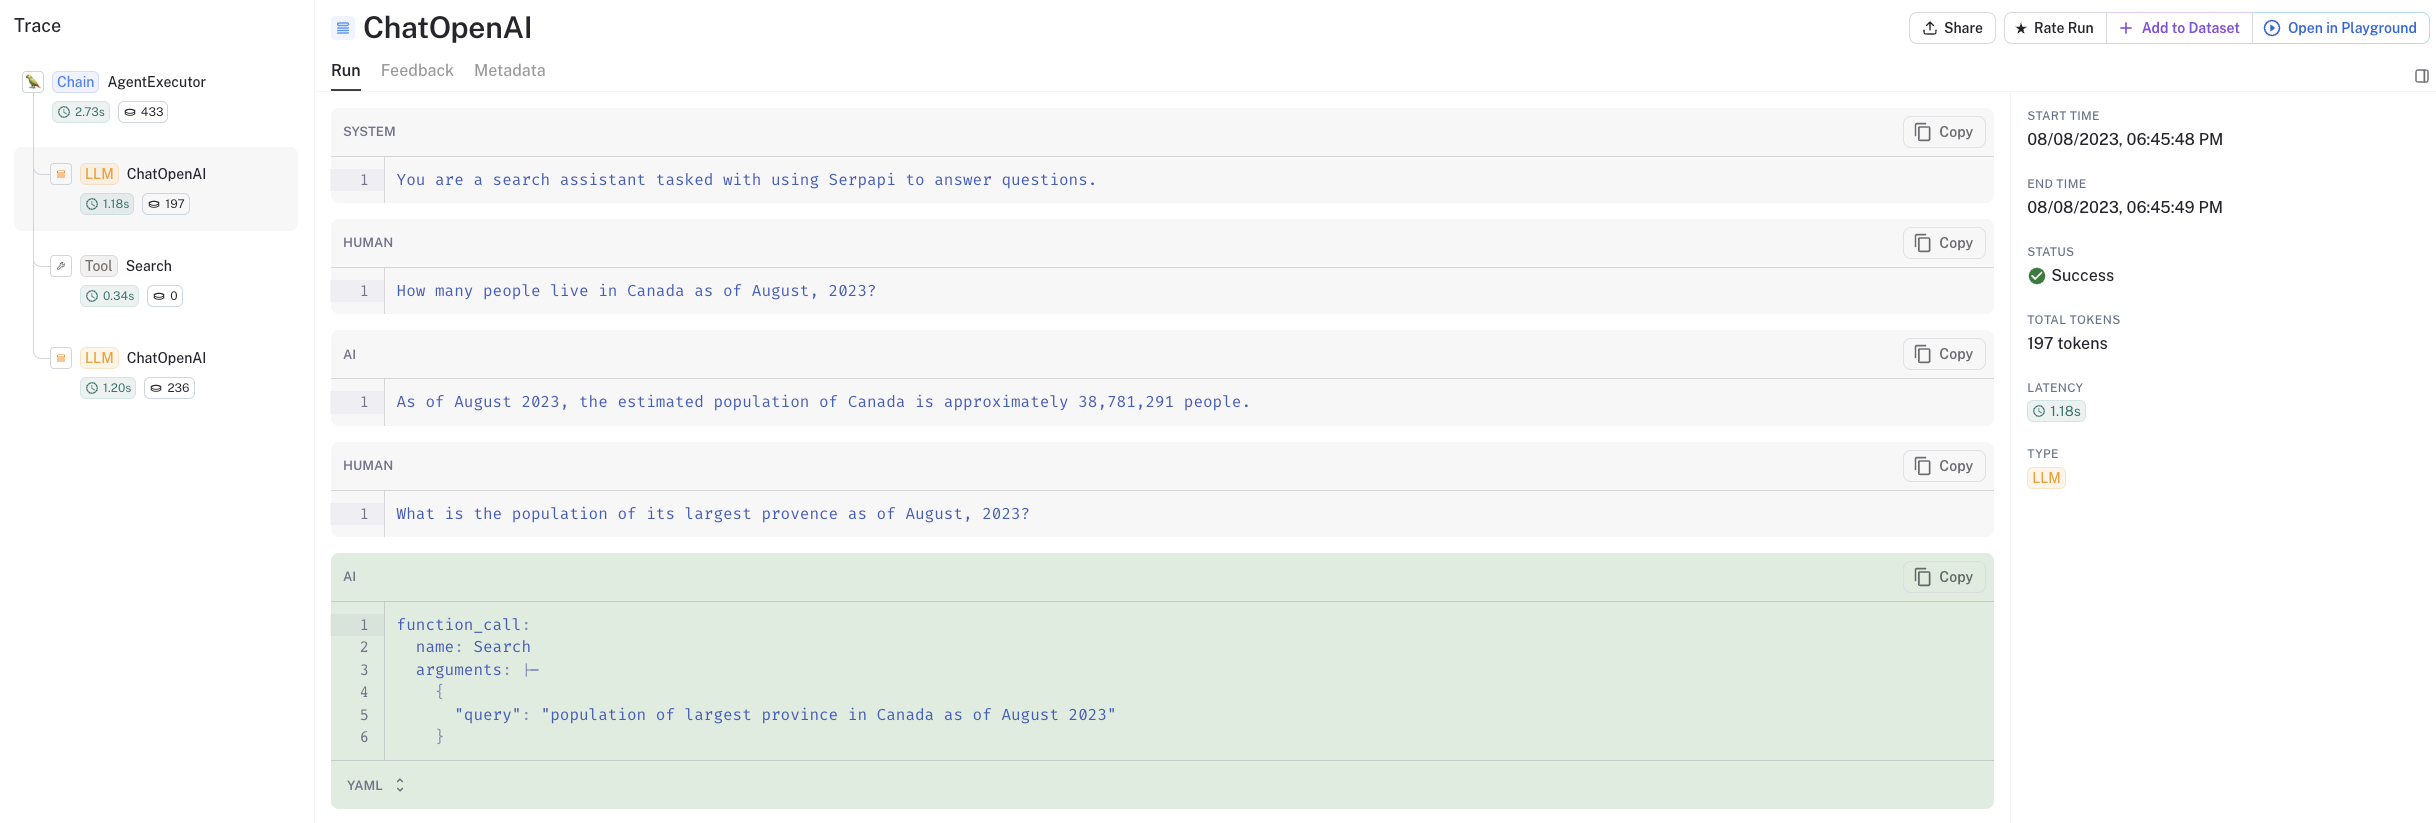 Trace
Chain AgentExecutor
2.73s 433
LLM ChatOpenAI
1.18s 197
Tool Search
0.34s 0
LLM ChatOpenAI
1.20s 236
ChatOpenAI
Share
Rate Run
Add to Dataset
Open in Playground
Run Feedback Metadata
SYSTEM Copy
1 You are a search assistant tasked with using Serpapi to answer questions.
HUMAN Copy
1 How many people live in Canada as of August, 2023?
AI Copy
1 As of August 2023, the estimated population of Canada is approximately 38,781,291 people.
HUMAN Copy
1 What is the population of its largest provence as of August, 2023?
AI Copy
1 function_call:
2 name: Search
3 arguments: |-
4 {
5 "query": "population of largest province in Canada as of August 2023"
6 }
YAML
START TIME
08/08/2023, 06:45:48 PM
END TIME
08/08/2023, 06:45:49 PM
STATUS
Success
TOTAL TOKENS
197 tokens
LATENCY
1.18s
TYPE
LLM